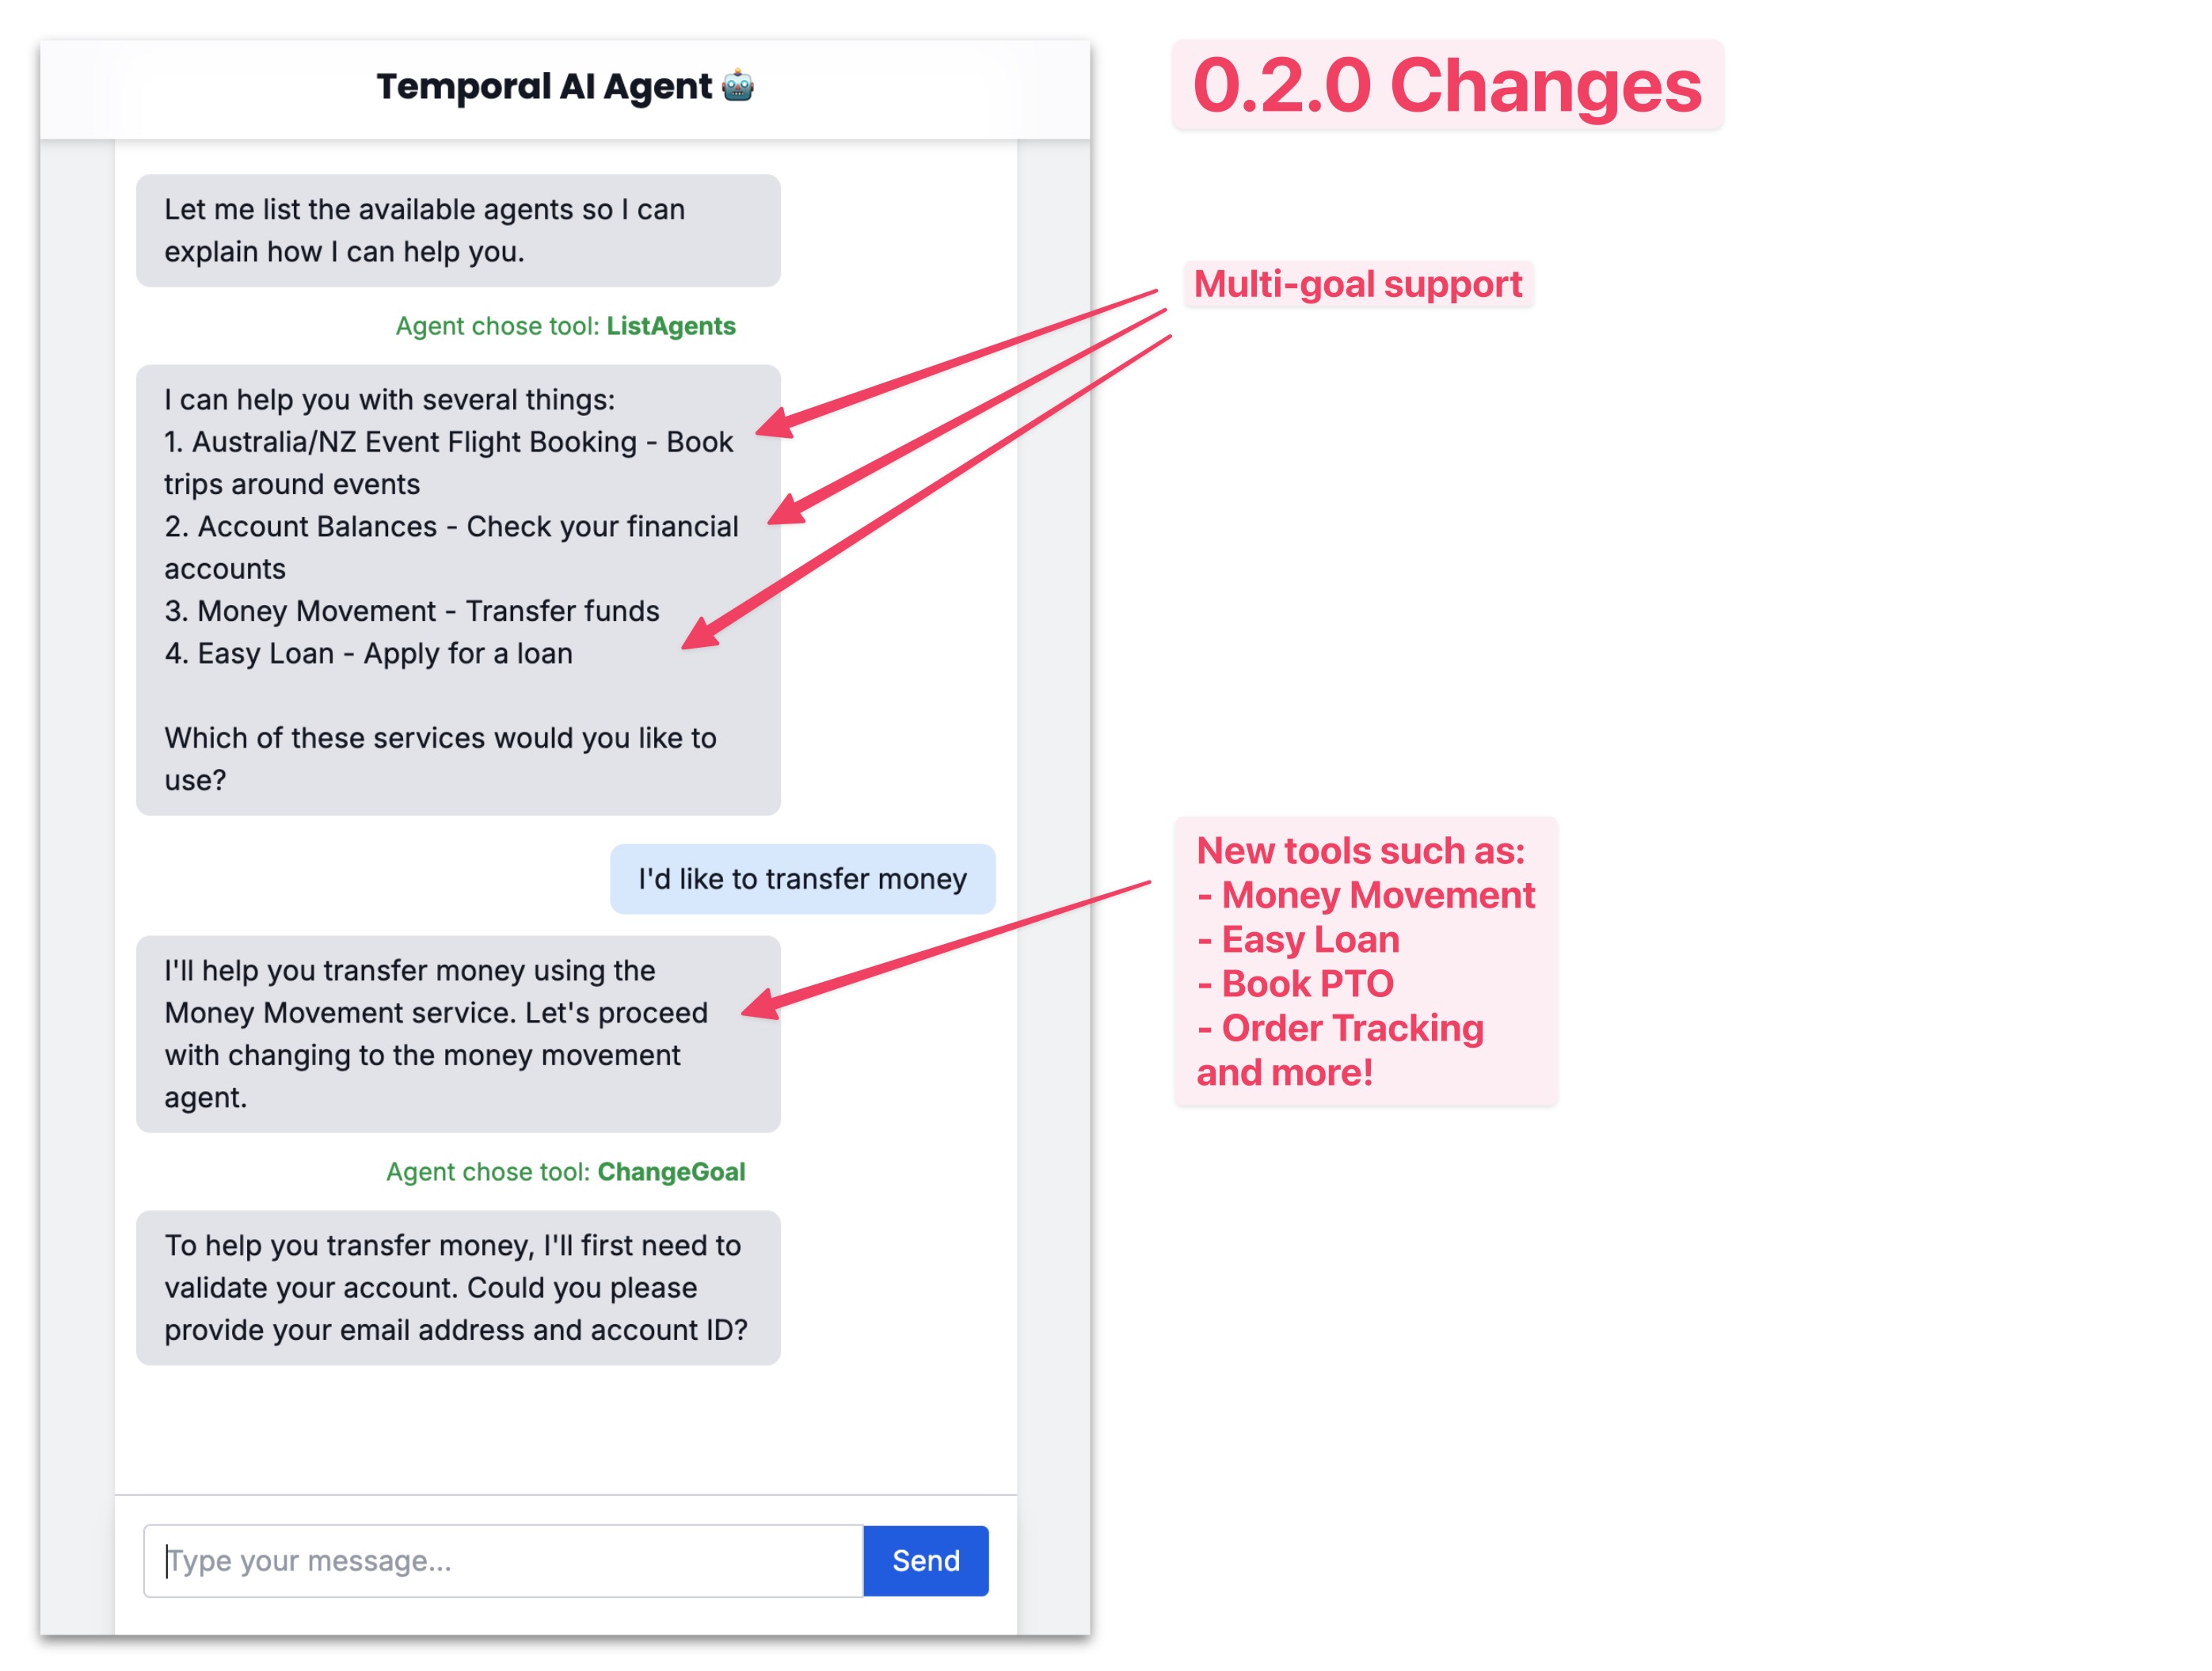 Temporal AI Agent 🤖
0.2.0 Changes
Let me list the available agents so I can
explain how I can help you.
Agent chose tool: ListAgents
Multi-goal support
I can help you with several things:
1. Australia/NZ Event Flight Booking - Book
trips around events
2. Account Balances - Check your financial
accounts
3. Money Movement - Transfer funds
4. Easy Loan - Apply for a loan
Which of these services would you like to
use?
I'd like to transfer money
New tools such as:
- Money Movement
- Easy Loan
- Book PTO
- Order Tracking
and more!
I'll help you transfer money using the
Money Movement service. Let's proceed
with changing to the money movement
agent.
Agent chose tool: ChangeGoal
To help you transfer money, I'll first need to
validate your account. Could you please
provide your email address and account ID?
Type your message...
Send